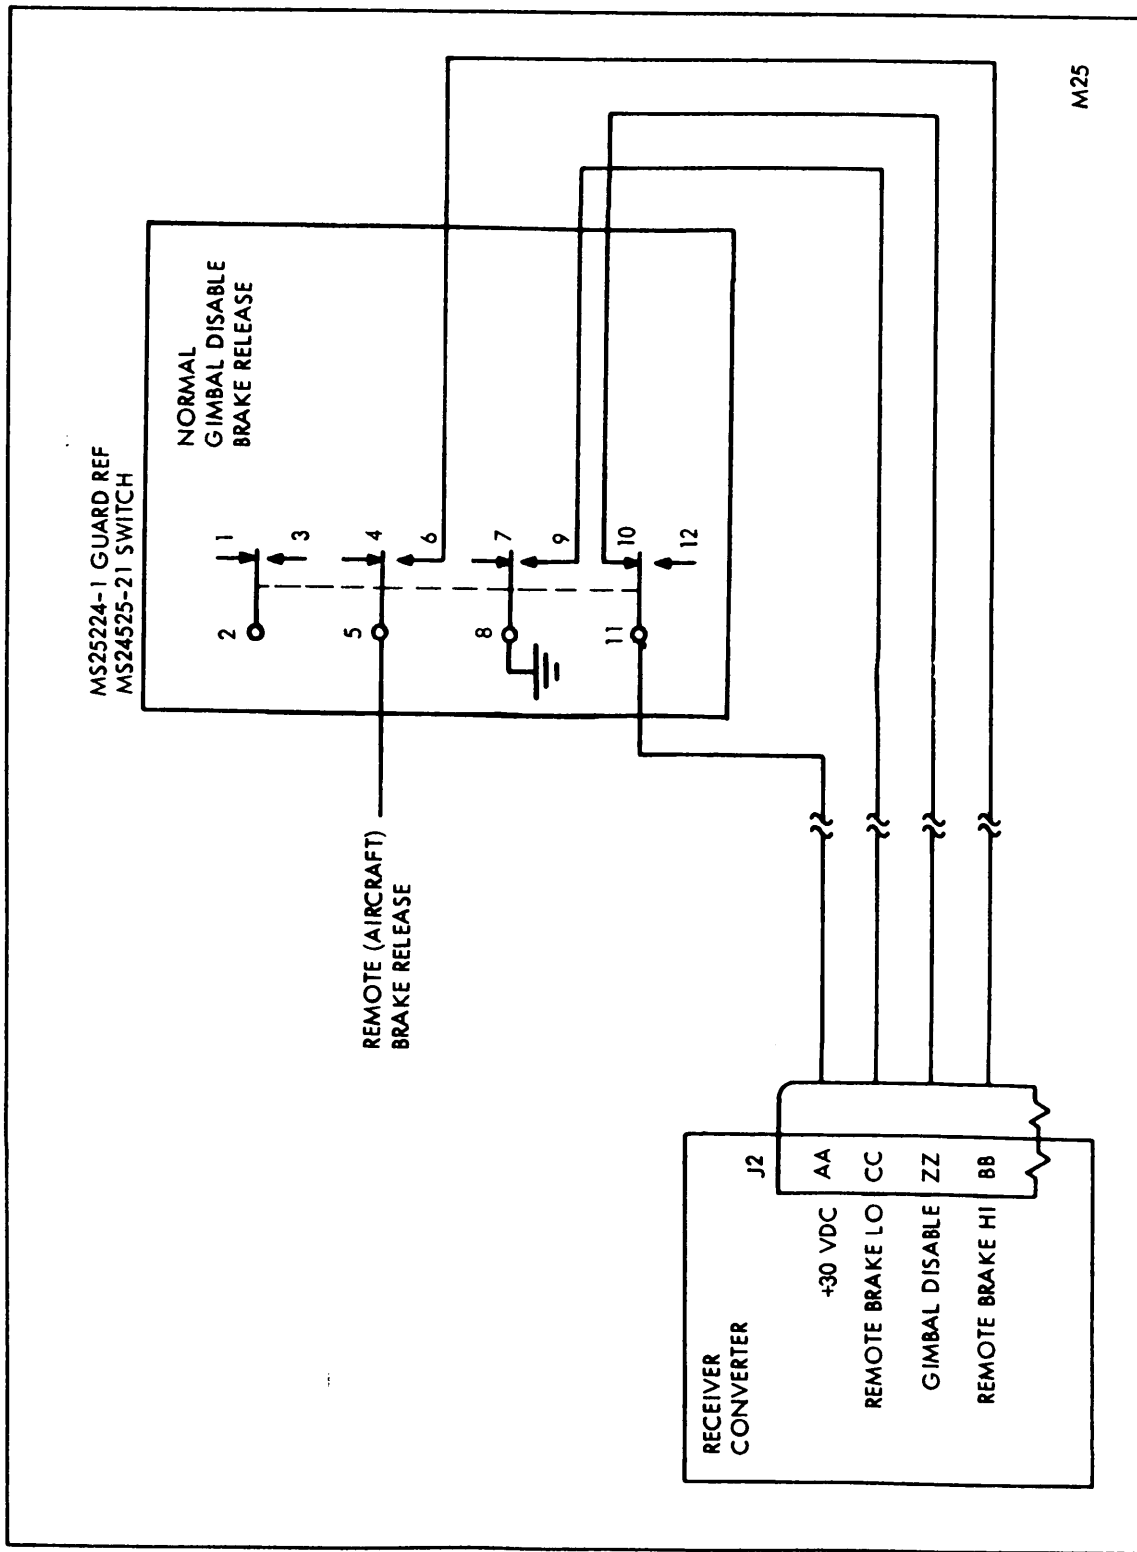 MS25224-1 GUARD REF
MS24525-21 SWITCH
NORMAL
GIMBAL DISABLE
BRAKE RELEASE
1
2
3
4
5
6
7
8
9
10
11
12
REMOTE (AIRCRAFT)
BRAKE RELEASE
RECEIVER
CONVERTER
J2
+30 VDC AA
REMOTE BRAKE LO CC
GIMBAL DISABLE ZZ
REMOTE BRAKE HI BB
M25